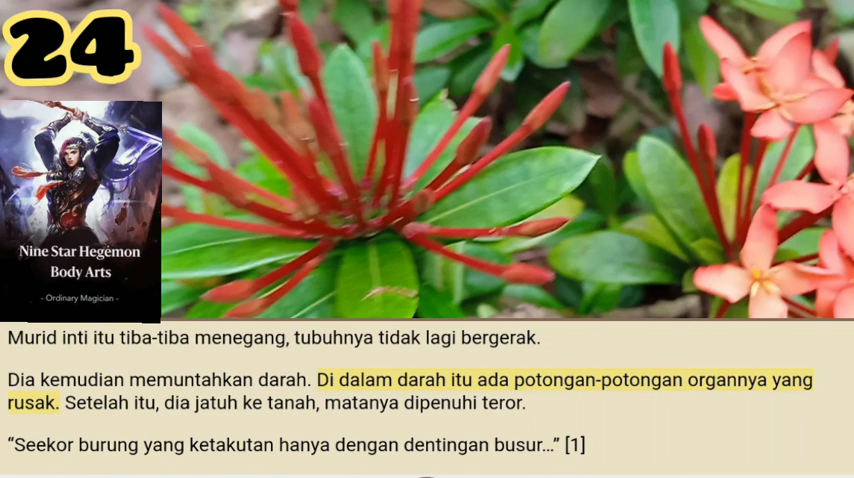 24
Nine Star Hegemon
Body Arts
- Ordinary Magician -
Murid inti itu tiba-tiba menegang, tubuhnya tidak lagi bergerak.
Dia kemudian memuntahkan darah. Di dalam darah itu ada potongan-potongan organnya yang
rusak. Setelah itu, dia jatuh ke tanah, matanya dipenuhi teror.
“Seekor burung yang ketakutan hanya dengan dentingan busur...” [1]